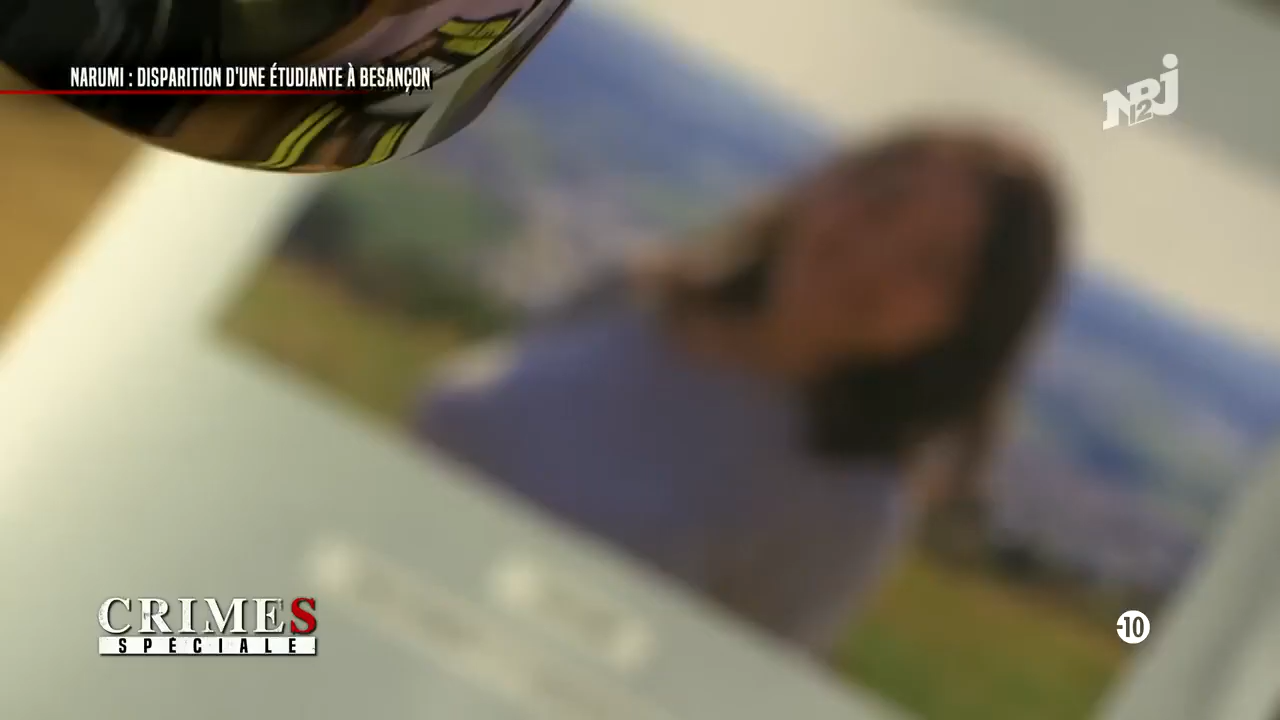 NARUMI : DISPARITION D'UNE ÉTUDIANTE À BESANÇON
NRJ
12
CRIMES
SPÉCIALE
-10